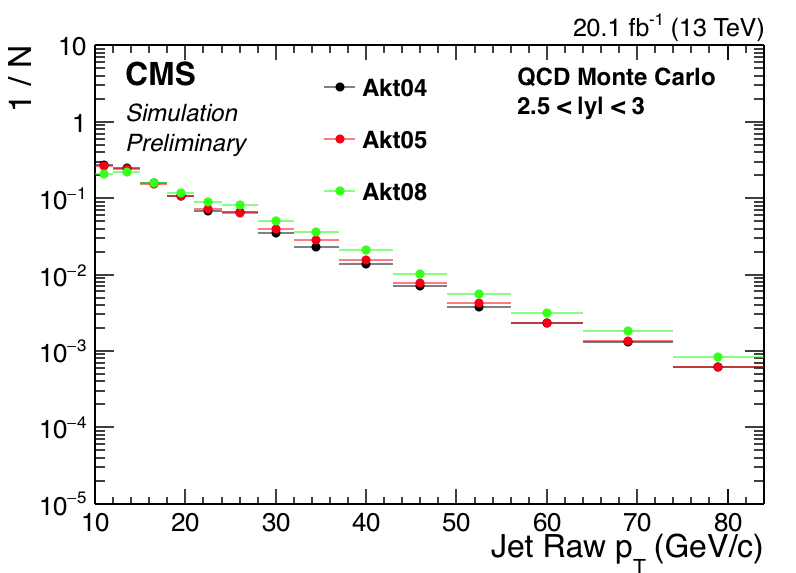 20.1 fb⁻¹ (13 TeV)
1 / N
CMS
Simulation
Preliminary
Akt04
Akt05
Akt08
QCD Monte Carlo
2.5 < |y| < 3
10
1
10⁻¹
10⁻²
10⁻³
10⁻⁴
10⁻⁵
10 20 30 40 50 60 70 80
Jet Raw p_T (GeV/c)